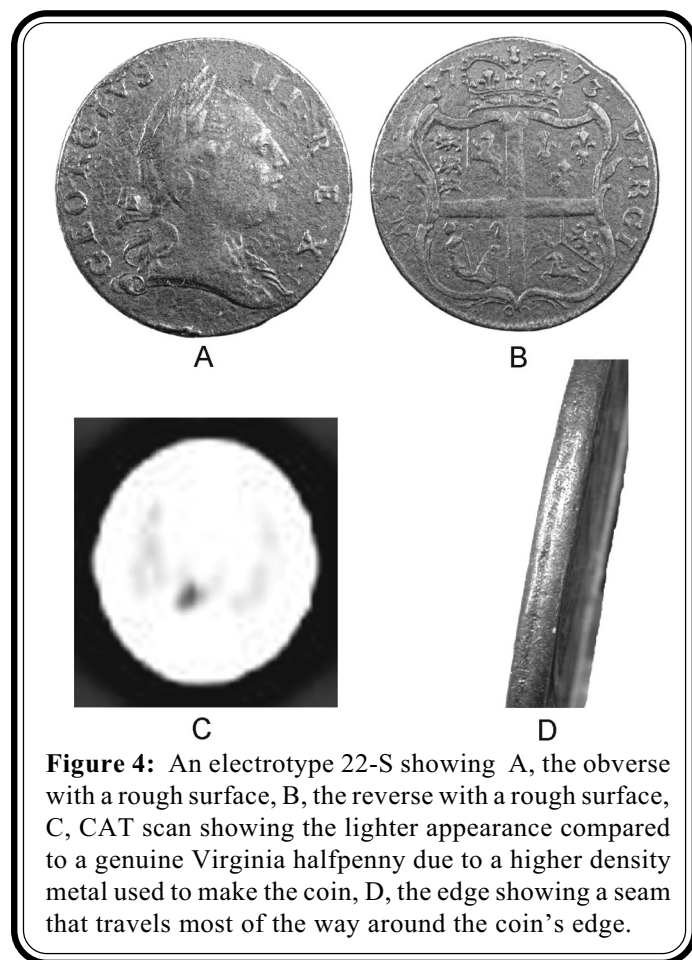 GEORGIVS · III · REX ·
17 73 ·
VIRGI
NIA ·
A
B
C
D
Figure 4: An electrotype 22-S showing A, the obverse
with a rough surface, B, the reverse with a rough surface,
C, CAT scan showing the lighter appearance compared
to a genuine Virginia halfpenny due to a higher density
metal used to make the coin, D, the edge showing a seam
that travels most of the way around the coin's edge.